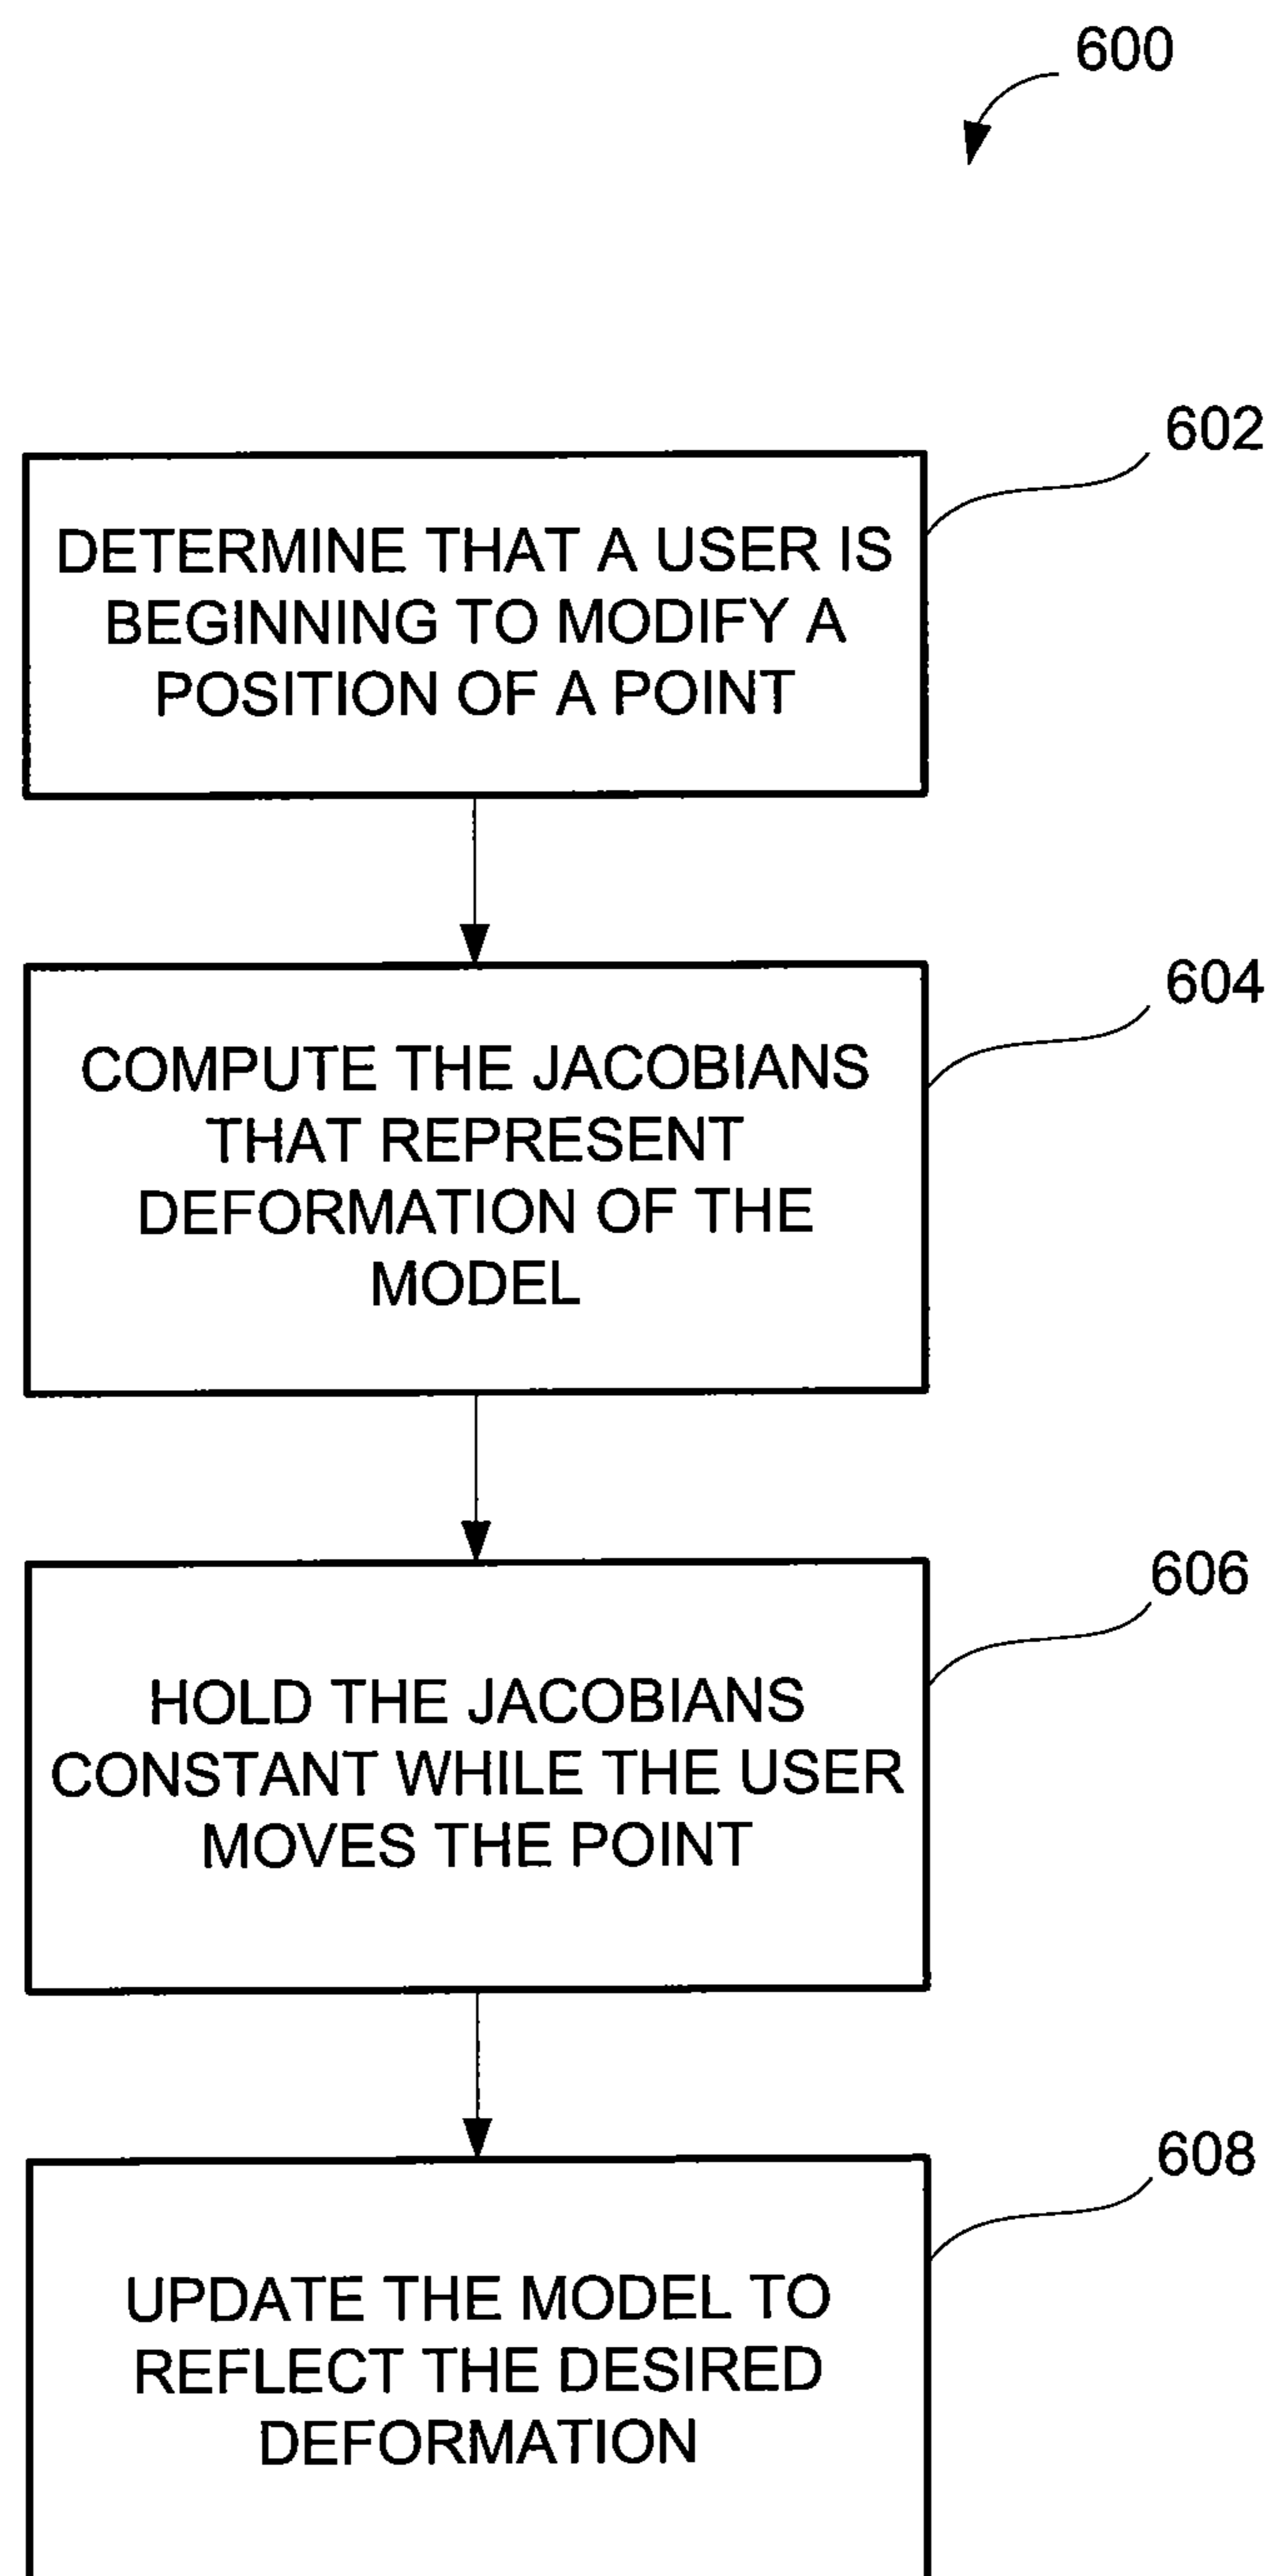 600
602
DETERMINE THAT A USER IS
BEGINNING TO MODIFY A
POSITION OF A POINT
604
COMPUTE THE JACOBIANS
THAT REPRESENT
DEFORMATION OF THE
MODEL
606
HOLD THE JACOBIANS
CONSTANT WHILE THE USER
MOVES THE POINT
608
UPDATE THE MODEL TO
REFLECT THE DESIRED
DEFORMATION